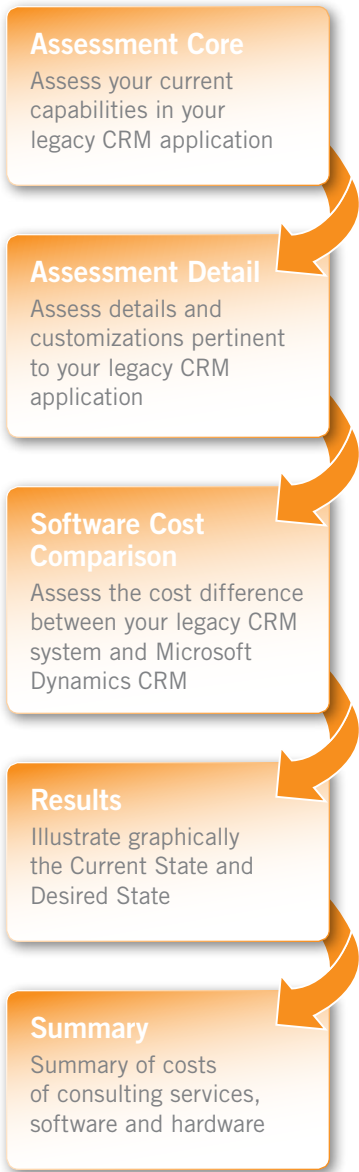 Assessment Core
Assess your current
capabilities in your
legacy CRM application
Assessment Detail
Assess details and
customizations pertinent
to your legacy CRM
application
Software Cost
Comparison
Assess the cost difference
between your legacy CRM
system and Microsoft
Dynamics CRM
Results
Illustrate graphically
the Current State and
Desired State
Summary
Summary of costs
of consulting services,
software and hardware